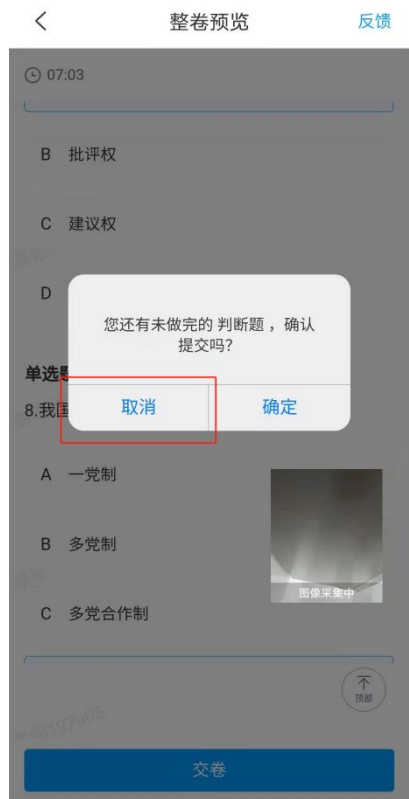 整卷预览
反馈
07:03
B 批评权
C 建议权
D
您还有未做完的 判断题 ，确认
提交吗？
单选
取消
确定
8.我国
A 一党制
B 多党制
图像采集中
C 多党合作制
顶部
交卷